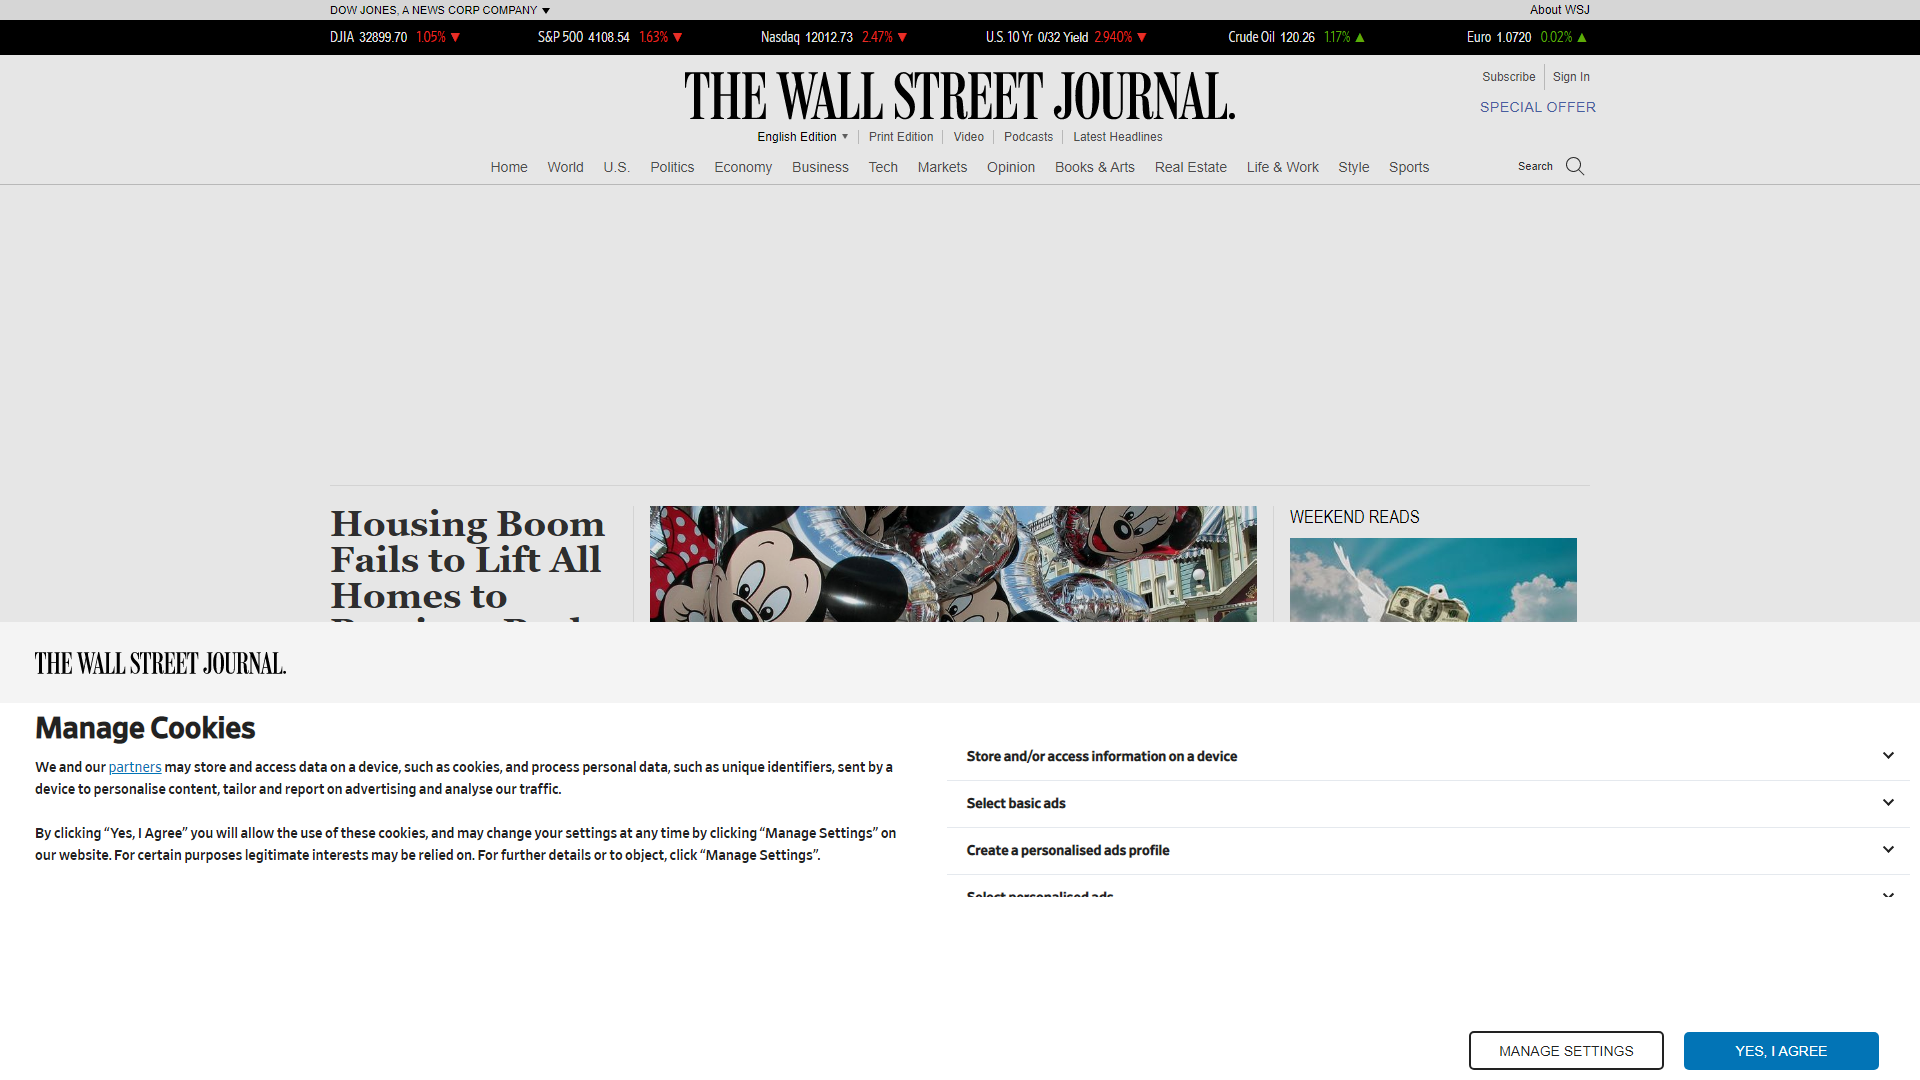 DOW JONES, A NEWS CORP COMPANY
About WSJ
DJIA 32899.70 1.05%
S&P 500 4108.54 1.63%
Nasdaq 12012.73 2.47%
U.S. 10 Yr 0/32 Yield 2.940%
Crude Oil 120.26 1.17%
Euro 1.0720 0.02%
THE WALL STREET JOURNAL.
Subscribe
Sign In
SPECIAL OFFER
English Edition
Print Edition
Video
Podcasts
Latest Headlines
Home
World
U.S.
Politics
Economy
Business
Tech
Markets
Opinion
Books & Arts
Real Estate
Life & Work
Style
Sports
Search
Housing Boom
Fails to Lift All
Homes to
WEEKEND READS
THE WALL STREET JOURNAL.
Manage Cookies
We and our partners may store and access data on a device, such as cookies, and process personal data, such as unique identifiers, sent by a
device to personalise content, tailor and report on advertising and analyse our traffic.
By clicking “Yes, I Agree” you will allow the use of these cookies, and may change your settings at any time by clicking “Manage Settings” on
our website. For certain purposes legitimate interests may be relied on. For further details or to object, click “Manage Settings”.
Store and/or access information on a device
Select basic ads
Create a personalised ads profile
Select personalised ads
MANAGE SETTINGS
YES, I AGREE